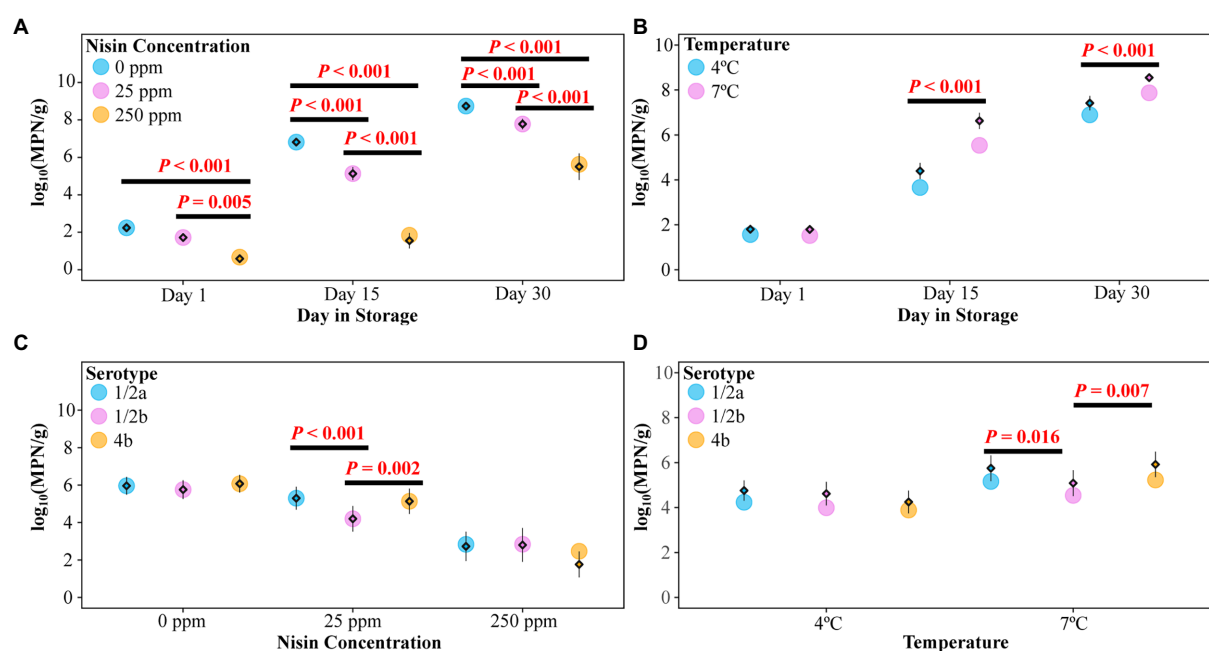 A
Nisin Concentration
0 ppm
25 ppm
250 ppm
P < 0.001
P = 0.005
P < 0.001
P < 0.001
P < 0.001
P < 0.001
P < 0.001
P < 0.001
log10(MPN/g)
10
8
6
4
2
0
Day 1
Day 15
Day 30
Day in Storage
B
Temperature
4ºC
7ºC
P < 0.001
P < 0.001
log10(MPN/g)
10
8
6
4
2
0
Day 1
Day 15
Day 30
Day in Storage
C
Serotype
1/2a
1/2b
4b
P < 0.001
P = 0.002
log10(MPN/g)
10
8
6
4
2
0
0 ppm
25 ppm
250 ppm
Nisin Concentration
D
Serotype
1/2a
1/2b
4b
P = 0.016
P = 0.007
log10(MPN/g)
10
8
6
4
2
0
4ºC
7ºC
Temperature